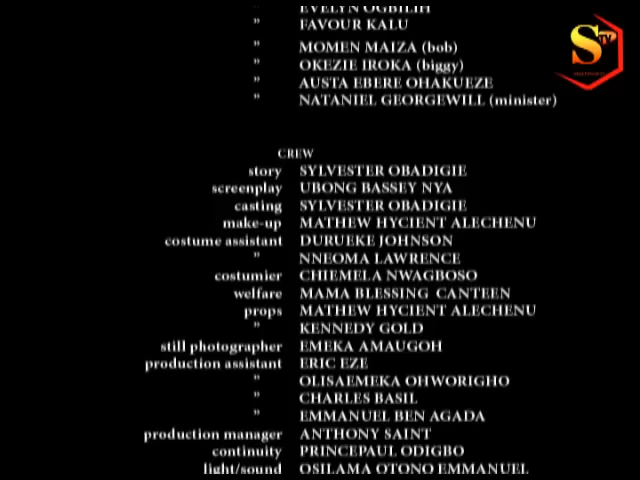 EVELYN OGBILIH
" FAVOUR KALU
" MOMEN MAIZA (bob)
" OKEZIE IROKA (biggy)
" AUSTA EBERE OHAKUEZE
" NATANIEL GEORGEWILL (minister)
STV
CREW
story SYLVESTER OBADIGIE
screenplay UBONG BASSEY NYA
casting SYLVESTER OBADIGIE
make-up MATHEW HYCIENT ALECHENU
costume assistant DURUEKE JOHNSON
" NNEOMA LAWRENCE
costumier CHIEMELA NWAGBOSO
welfare MAMA BLESSING CANTEEN
props MATHEW HYCIENT ALECHENU
" KENNEDY GOLD
still photographer EMEKA AMAUGOH
production assistant ERIC EZE
" OLISAEMEKA OHWORIGHO
" CHARLES BASIL
" EMMANUEL BEN AGADA
production manager ANTHONY SAINT
continuity PRINCEPAUL ODIGBO
light/sound OSILAMA OTONO EMMANUEL